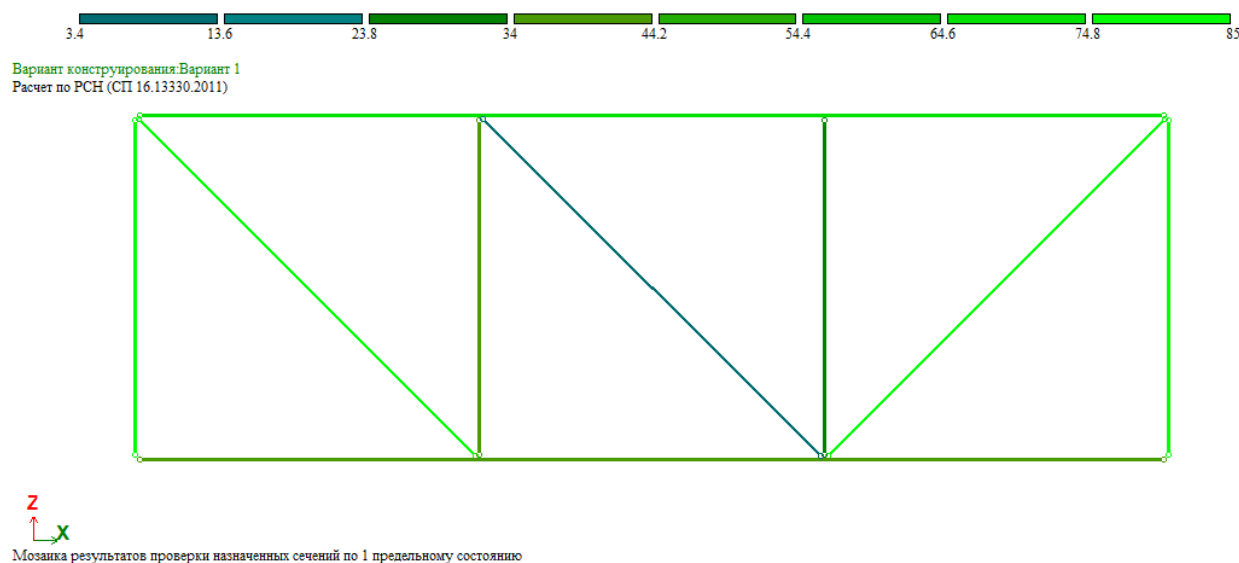 3.4 13.6 23.8 34 44.2 54.4 64.6 74.8 85
Вариант конструирования:Вариант 1
Расчет по РСН (СП 16.13330.2011)
Z
X
Мозаика результатов проверки назначенных сечений по 1 предельному состоянию